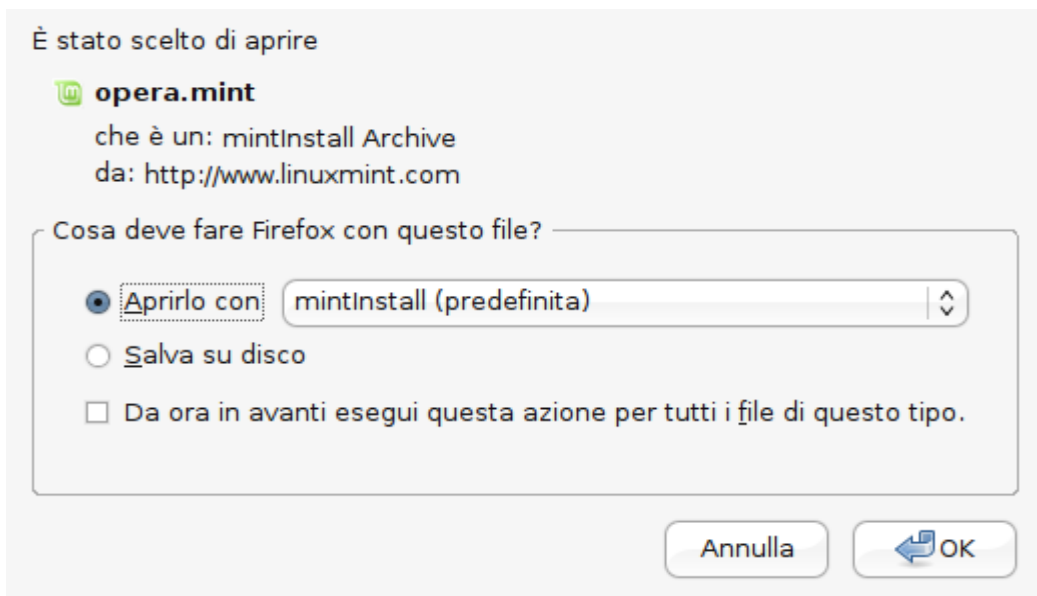 È stato scelto di aprire
opera.mint
che è un: mintInstall Archive
da: http://www.linuxmint.com
Cosa deve fare Firefox con questo file?
Aprirlo con mintInstall (predefinita)
Salva su disco
Da ora in avanti esegui questa azione per tutti i file di questo tipo.
Annulla OK